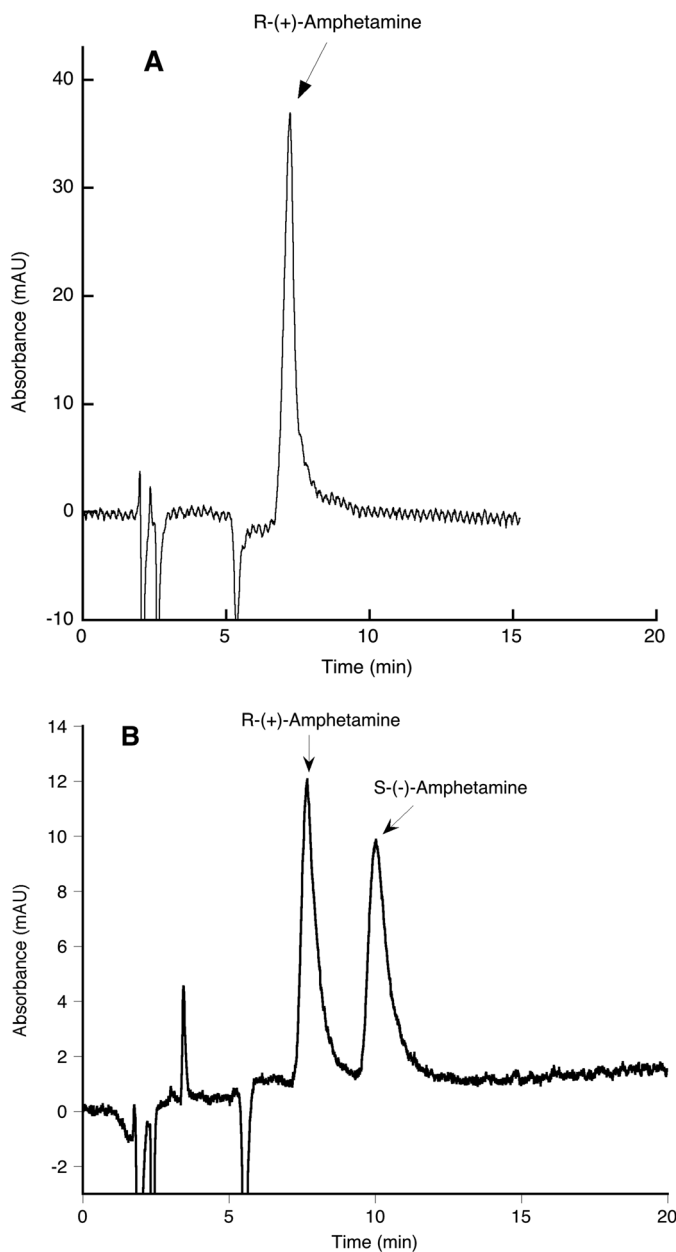 R-(+)-Amphetamine
A
40
30
20
10
0
-10
Absorbance (mAU)
0 5 10 15 20
Time (min)
R-(+)-Amphetamine
B
S-(-)-Amphetamine
14
12
10
8
6
4
2
0
-2
Absorbance (mAU)
0 5 10 15 20
Time (min)